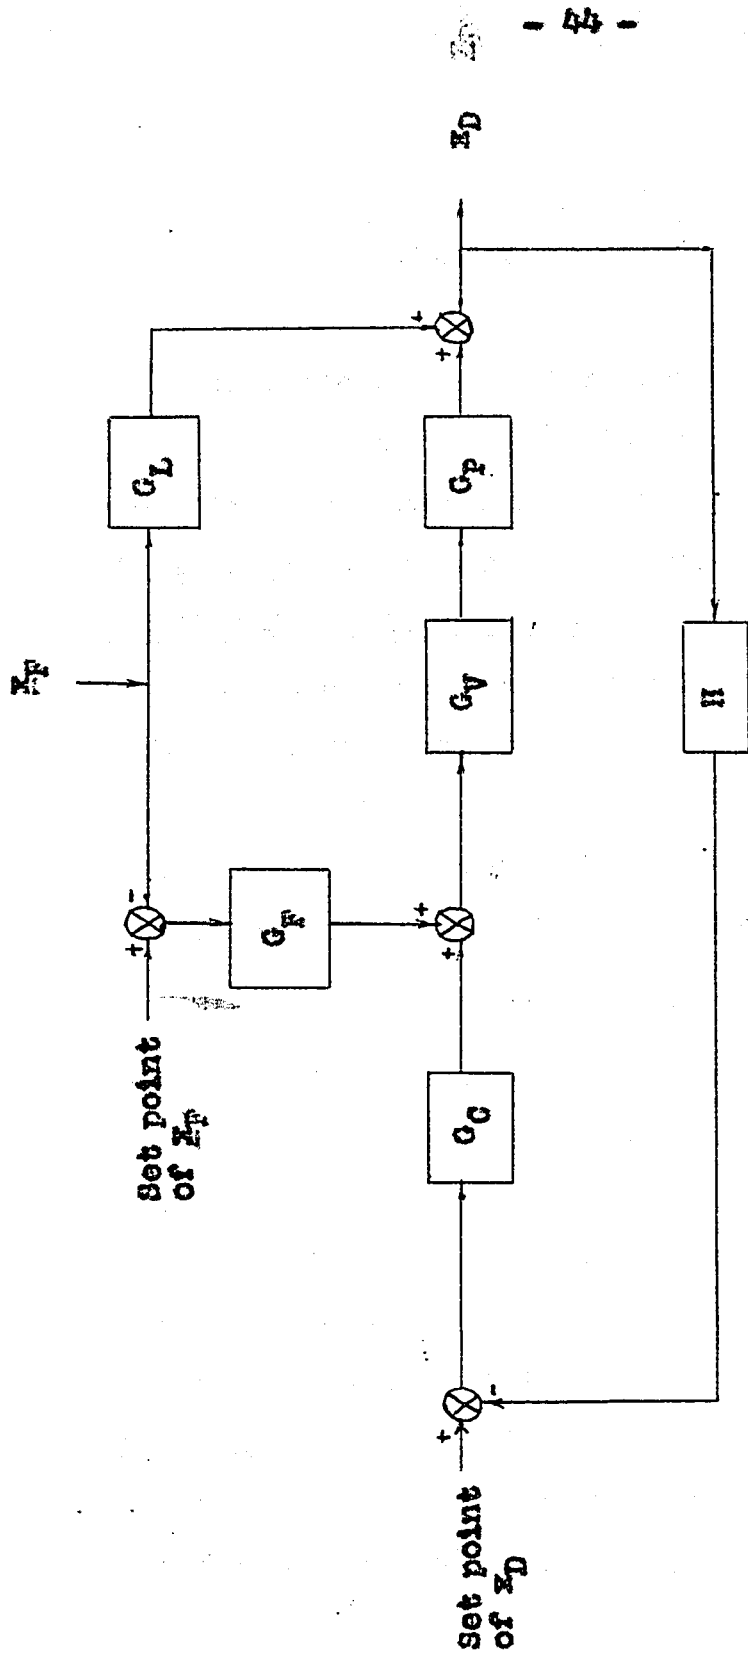 - 44 -
X_F
Set point
of X_F
G_L
G_F
Set point
of X_D
G_C
G_V
G_P
X_D
H
+
-
+
+
+
+
+
-